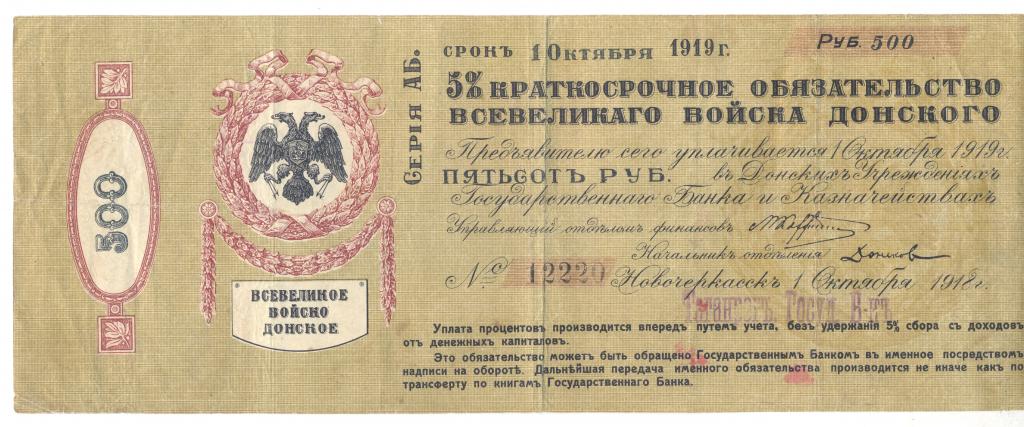 500
ВСЕВЕЛИКОЕ
ВОЙСКО
ДОНСКОЕ
СЕРІЯ АБ.
СРОКЪ 1 ОКТЯБРЯ 1919 г.
РУБ. 500
5% КРАТКОСРОЧНОЕ ОБЯЗАТЕЛЬСТВО
ВСЕВЕЛИКАГО ВОЙСКА ДОНСКОГО
Предъявителю сего уплачивается 1 Октября 1919 г.
ПЯТЬСОТЪ РУБ. въ Донскихъ Учрежденіяхъ
Государственнаго Банка и Казначействахъ
Управляющій отдѣломъ финансовъ
Начальникъ отдѣленія
№ 12220 Новочеркасскъ 1 Октября 1918 г.
Таганрогъ. Госуд. Б-къ
Уплата процентовъ производится впередъ путемъ учета, безъ удержанія 5% сбора съ доходовъ
отъ денежныхъ капиталовъ.
Это обязательство можетъ быть обращено Государственнымъ Банкомъ въ именное посредствомъ
надписи на оборотѣ. Дальнѣйшая передача именного обязательства производится не иначе какъ по
трансферту по книгамъ Государственнаго Банка.